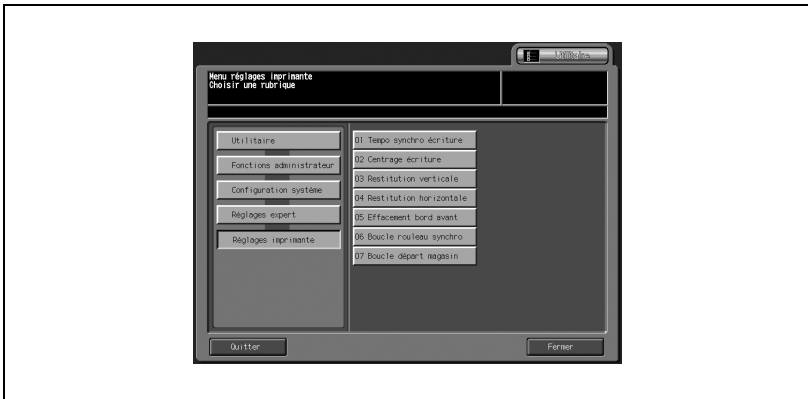 Utilitaire
Menu réglages imprimante
Choisir une rubrique
Utilitaire
Fonctions administrateur
Configuration système
Réglages expert
Réglages imprimante
01 Tempo synchro écriture
02 Centrage écriture
03 Restitution verticale
04 Restitution horizontale
05 Effacement bord avant
06 Boucle rouleau synchro
07 Boucle départ magasin
Quitter
Fermer